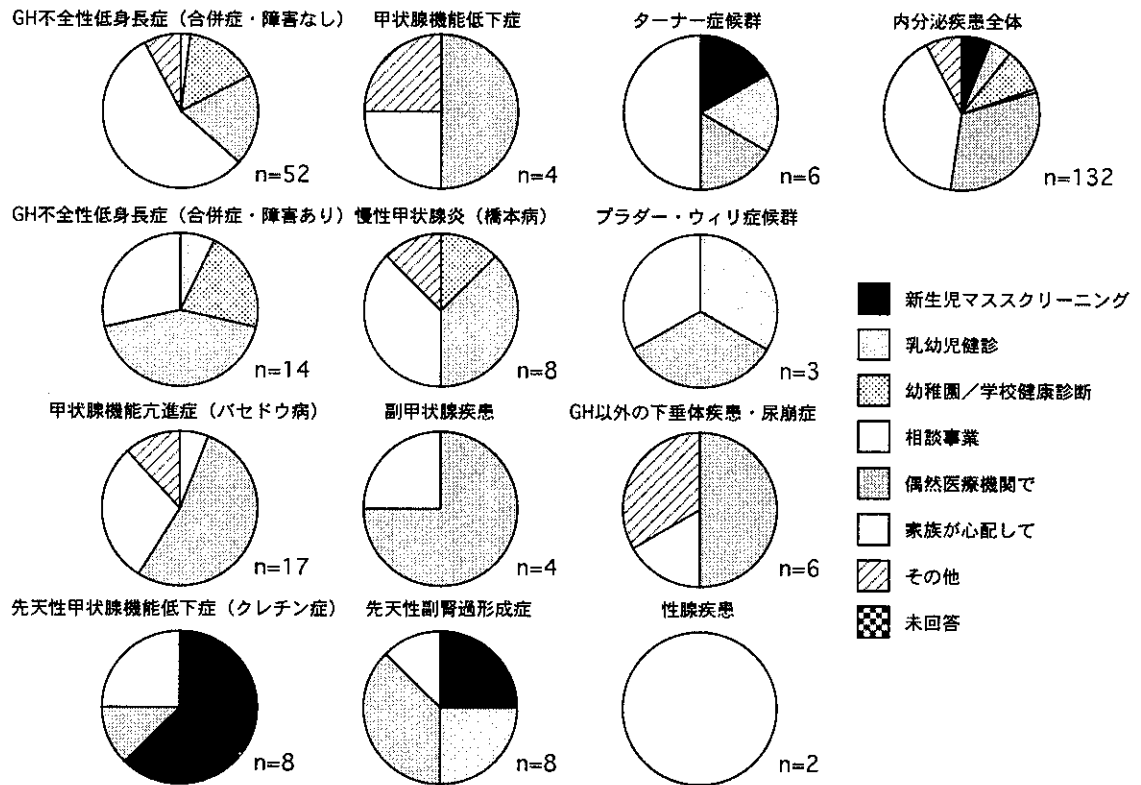 GH不全性低身長症（合併症・障害なし）
n=52
甲状腺機能低下症
n=4
ターナー症候群
n=6
内分泌疾患全体
n=132
GH不全性低身長症（合併症・障害あり）
n=14
慢性甲状腺炎（橋本病）
n=8
プラダー・ウィリ症候群
n=3
甲状腺機能亢進症（バセドウ病）
n=17
副甲状腺疾患
n=4
GH以外の下垂体疾患・尿崩症
n=6
先天性甲状腺機能低下症（クレチン症）
n=8
先天性副腎過形成症
n=8
性腺疾患
n=2
新生児マススクリーニング
乳幼児健診
幼稚園／学校健康診断
相談事業
偶然医療機関で
家族が心配して
その他
未回答